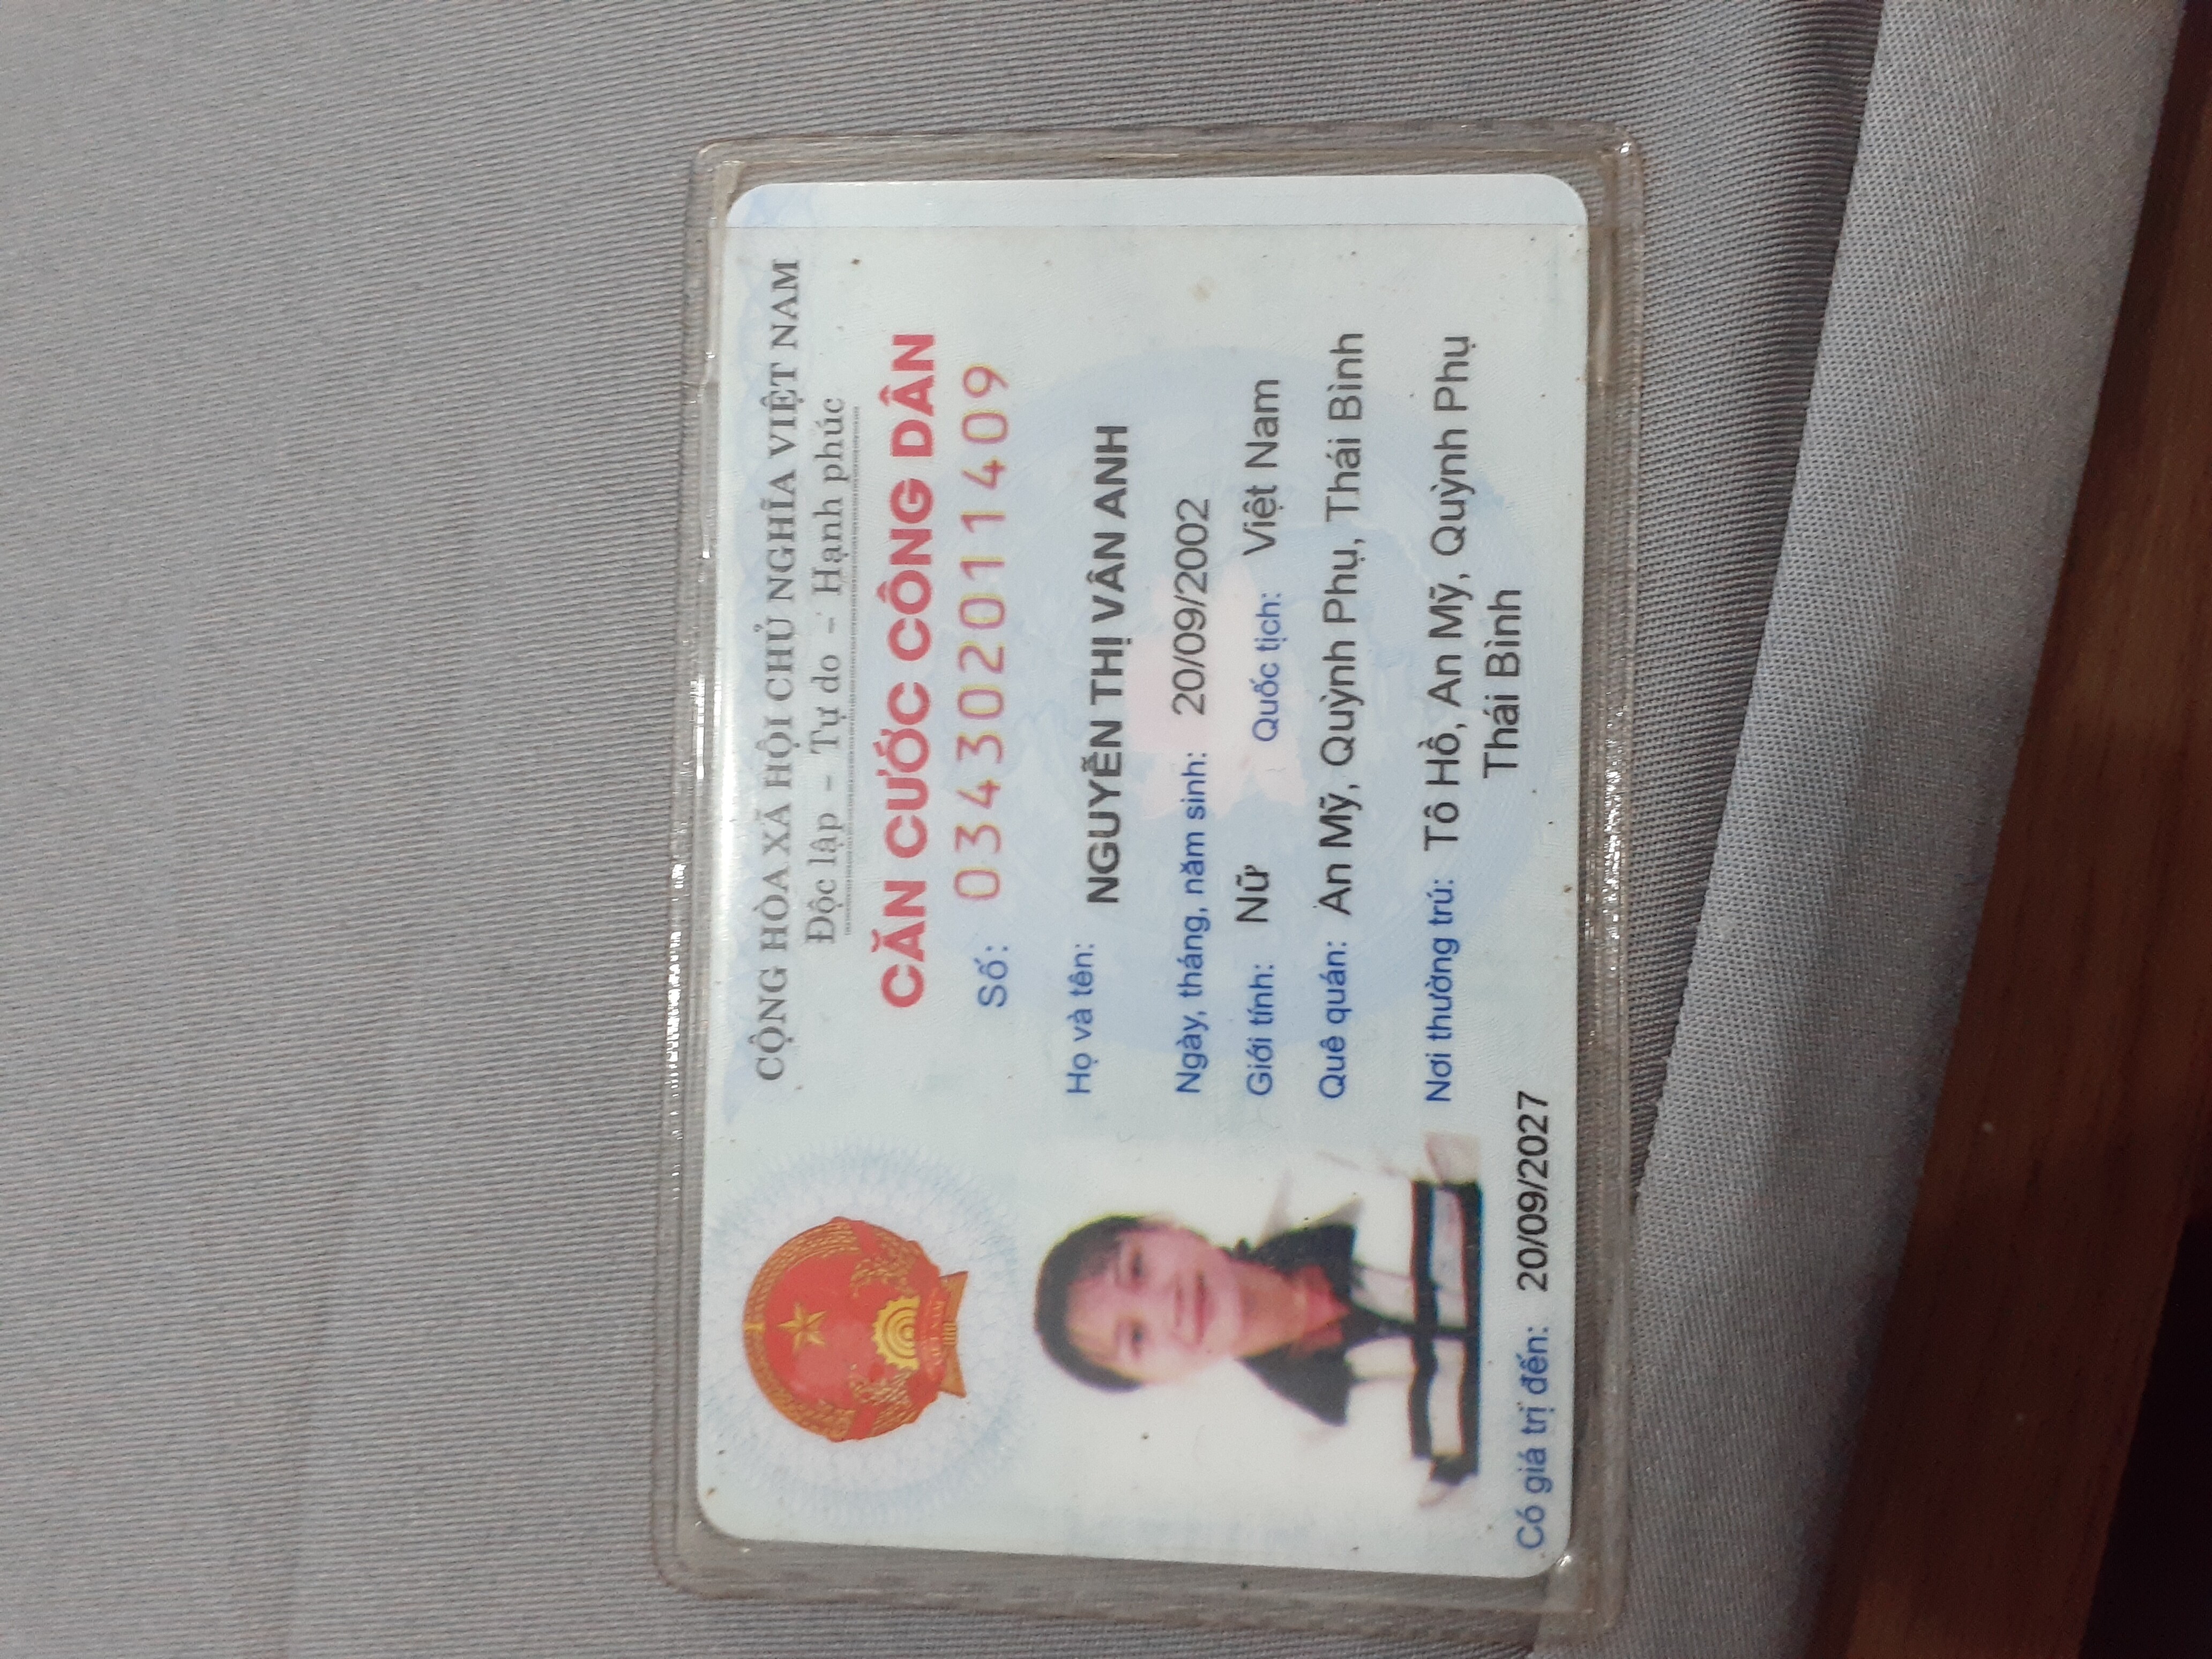 CỘNG HÒA XÃ HỘI CHỦ NGHĨA VIỆT NAM
Độc lập - Tự do - Hạnh phúc
CĂN CƯỚC CÔNG DÂN
Số: 034302011409
Họ và tên: NGUYỄN THỊ VÂN ANH
Ngày, tháng, năm sinh: 20/09/2002
Giới tính: Nữ Quốc tịch: Việt Nam
Quê quán: An Mỹ, Quỳnh Phụ, Thái Bình
Nơi thường trú: Tô Hồ, An Mỹ, Quỳnh Phụ
Thái Bình
Có giá trị đến: 20/09/2027